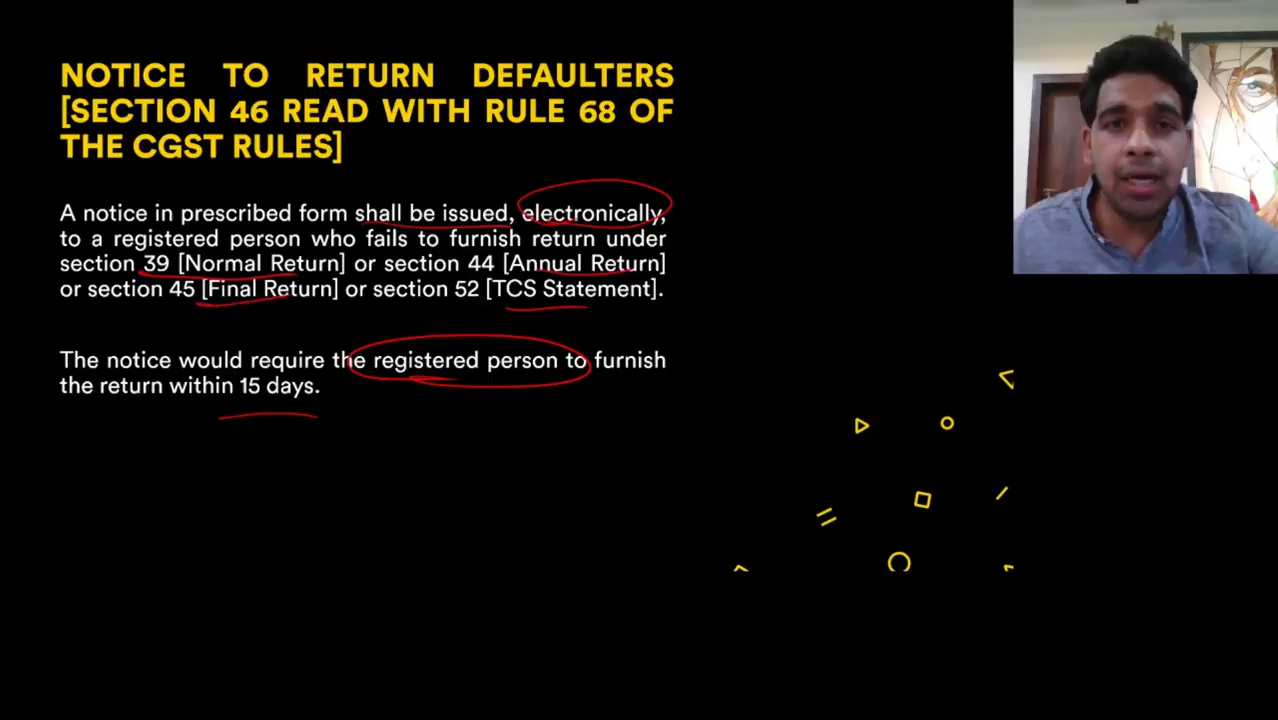 NOTICE TO RETURN DEFAULTERS
[SECTION 46 READ WITH RULE 68 OF
THE CGST RULES]
A notice in prescribed form shall be issued, electronically,
to a registered person who fails to furnish return under
section 39 [Normal Return] or section 44 [Annual Return]
or section 45 [Final Return] or section 52 [TCS Statement].
The notice would require the registered person to furnish
the return within 15 days.